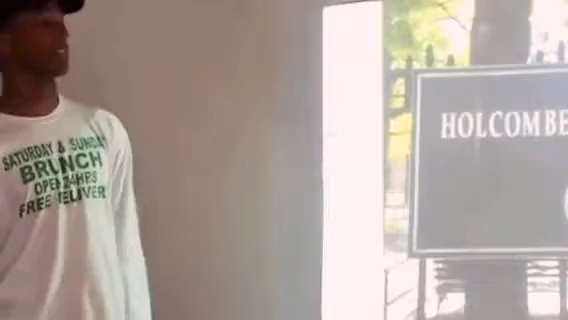 SATURDAY & SUNDAY
BRUNCH
OPEN 24HRS
FREE DELIVERY
HOLCOMBE